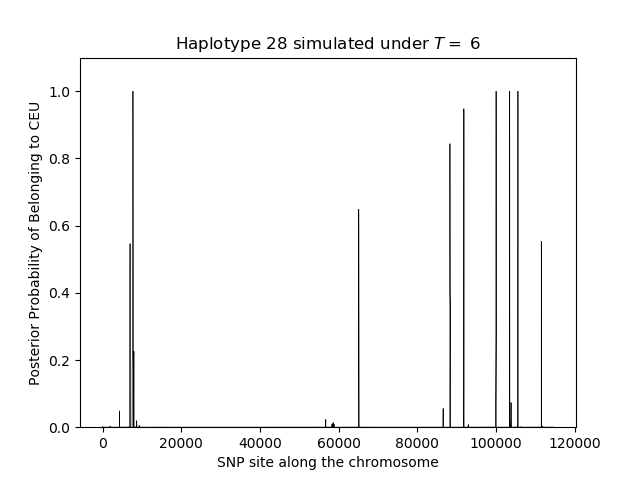 Haplotype 28 simulated under T = 6
Posterior Probability of Belonging to CEU
1.0
0.8
0.6
0.4
0.2
0.0
0 20000 40000 60000 80000 100000 120000
SNP site along the chromosome